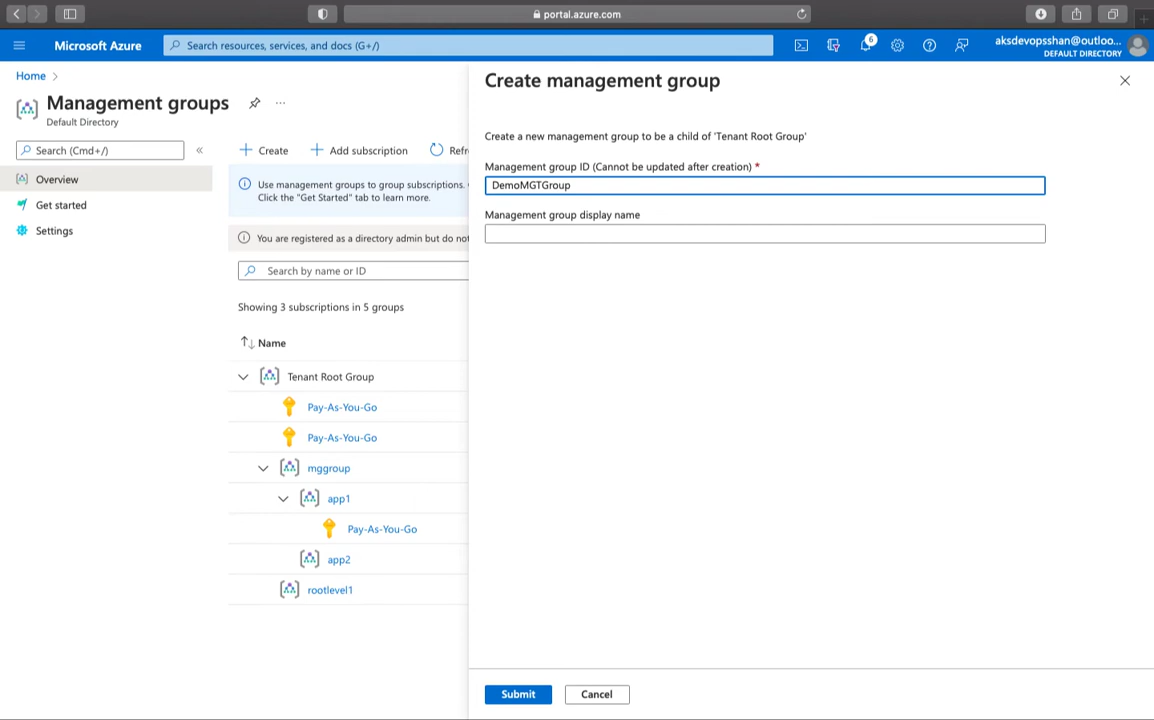 portal.azure.com
Microsoft Azure
Search resources, services, and docs (G+/)
6
aksdevopsshan@outloo...
DEFAULT DIRECTORY
Home
Management groups
Default Directory
Search (Cmd+/)
Overview
Get started
Settings
Create
Add subscription
Refr
Use management groups to group subscriptions.
Click the "Get Started" tab to learn more.
You are registered as a directory admin but do not
Search by name or ID
Showing 3 subscriptions in 5 groups
Name
Tenant Root Group
Pay-As-You-Go
Pay-As-You-Go
mggroup
app1
Pay-As-You-Go
app2
rootlevel1
Create management group
Create a new management group to be a child of 'Tenant Root Group'
Management group ID (Cannot be updated after creation) *
DemoMGTGroup
Management group display name
Submit
Cancel